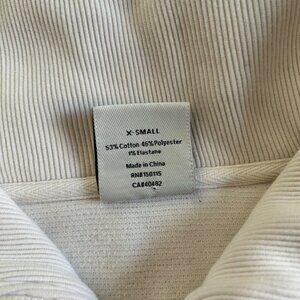 X-SMALL
53%Cotton 46%Polyester
1% Elastane
Made in China
RN#150115
CA#40482